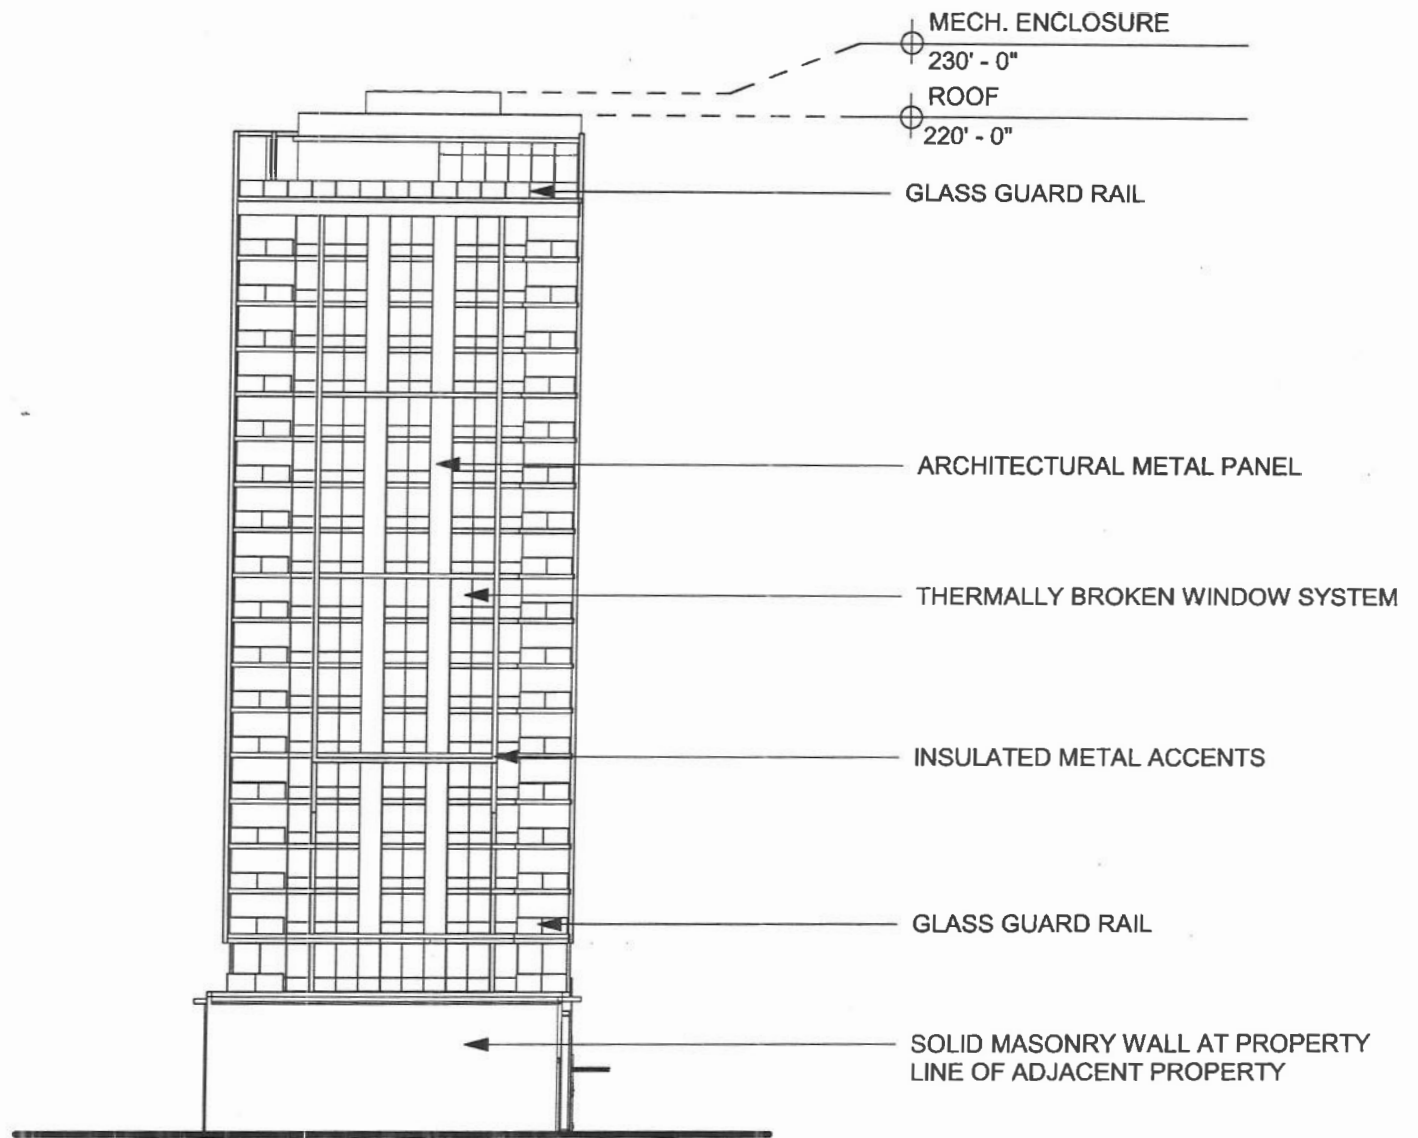 MECH. ENCLOSURE
230' - 0"
ROOF
220' - 0"
GLASS GUARD RAIL
ARCHITECTURAL METAL PANEL
THERMALLY BROKEN WINDOW SYSTEM
INSULATED METAL ACCENTS
GLASS GUARD RAIL
SOLID MASONRY WALL AT PROPERTY
LINE OF ADJACENT PROPERTY